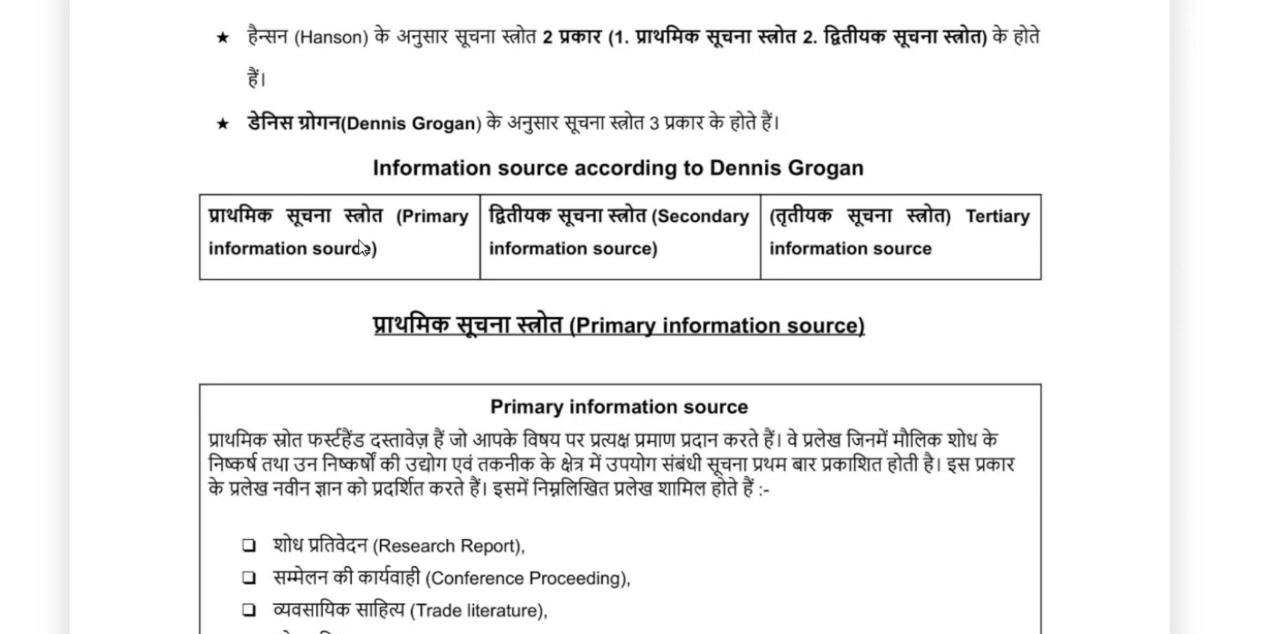 ★ हैन्सन (Hanson) के अनुसार सूचना स्त्रोत 2 प्रकार (1. प्राथमिक सूचना स्त्रोत 2. द्वितीयक सूचना स्त्रोत) के होते
हैं।
★ डेनिस ग्रोगन(Dennis Grogan) के अनुसार सूचना स्त्रोत 3 प्रकार के होते हैं।
Information source according to Dennis Grogan
प्राथमिक सूचना स्त्रोत (Primary
information source)
द्वितीयक सूचना स्त्रोत (Secondary
information source)
(तृतीयक सूचना स्त्रोत) Tertiary
information source
प्राथमिक सूचना स्त्रोत (Primary information source)
Primary information source
प्राथमिक स्रोत फर्स्टहैंड दस्तावेज़ हैं जो आपके विषय पर प्रत्यक्ष प्रमाण प्रदान करते हैं। वे प्रलेख जिनमें मौलिक शोध के
निष्कर्ष तथा उन निष्कर्षों की उद्योग एवं तकनीक के क्षेत्र में उपयोग संबंधी सूचना प्रथम बार प्रकाशित होती है। इस प्रकार
के प्रलेख नवीन ज्ञान को प्रदर्शित करते हैं। इसमें निम्नलिखित प्रलेख शामिल होते हैं :-
❑ शोध प्रतिवेदन (Research Report),
❑ सम्मेलन की कार्यवाही (Conference Proceeding),
❑ व्यवसायिक साहित्य (Trade literature),